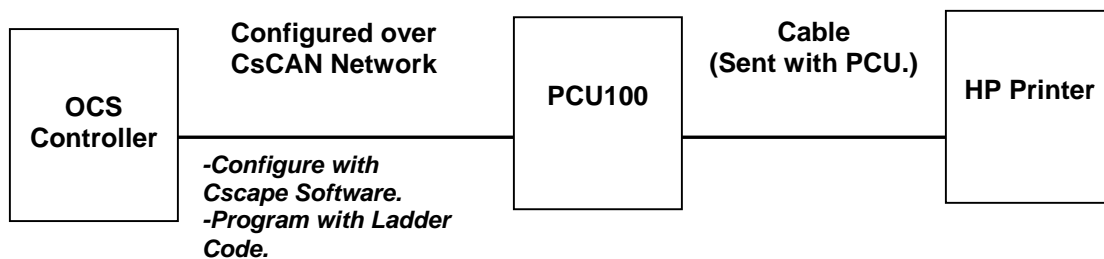 OCS
Controller
Configured over
CsCAN Network
-Configure with
Cscape Software.
-Program with Ladder
Code.
PCU100
Cable
(Sent with PCU.)
HP Printer